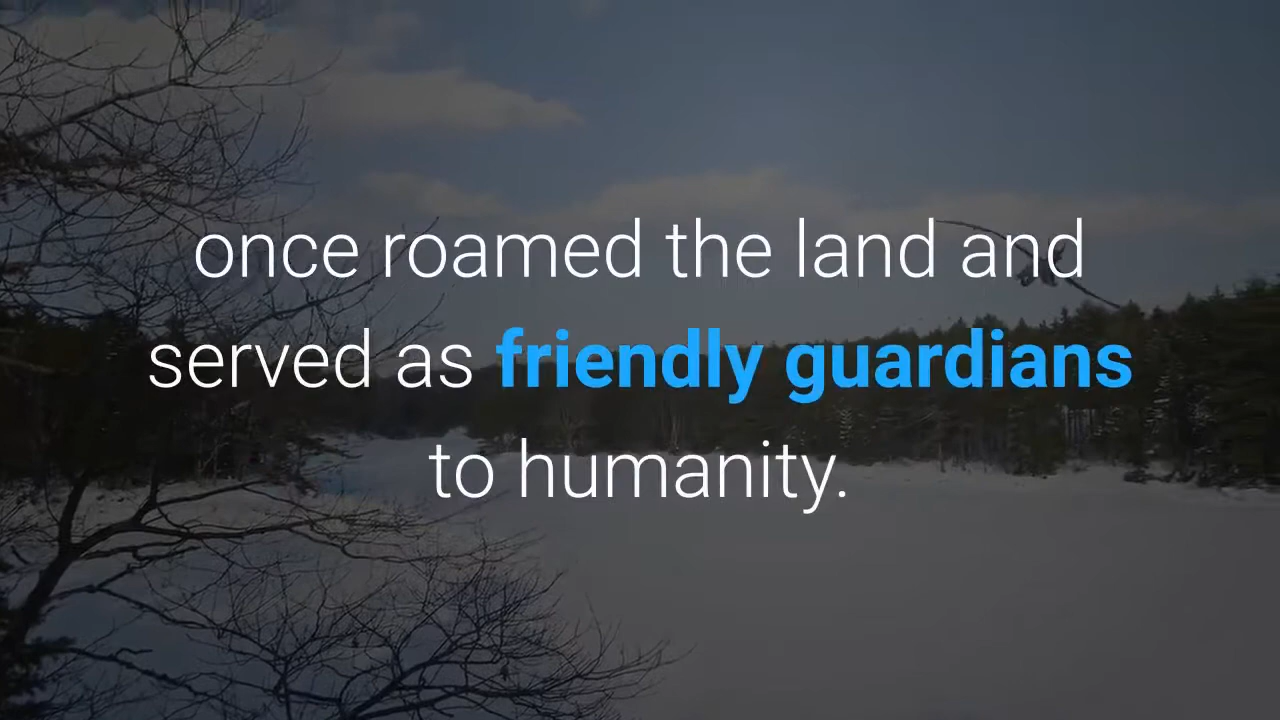 once roamed the land and
served as friendly guardians
to humanity.